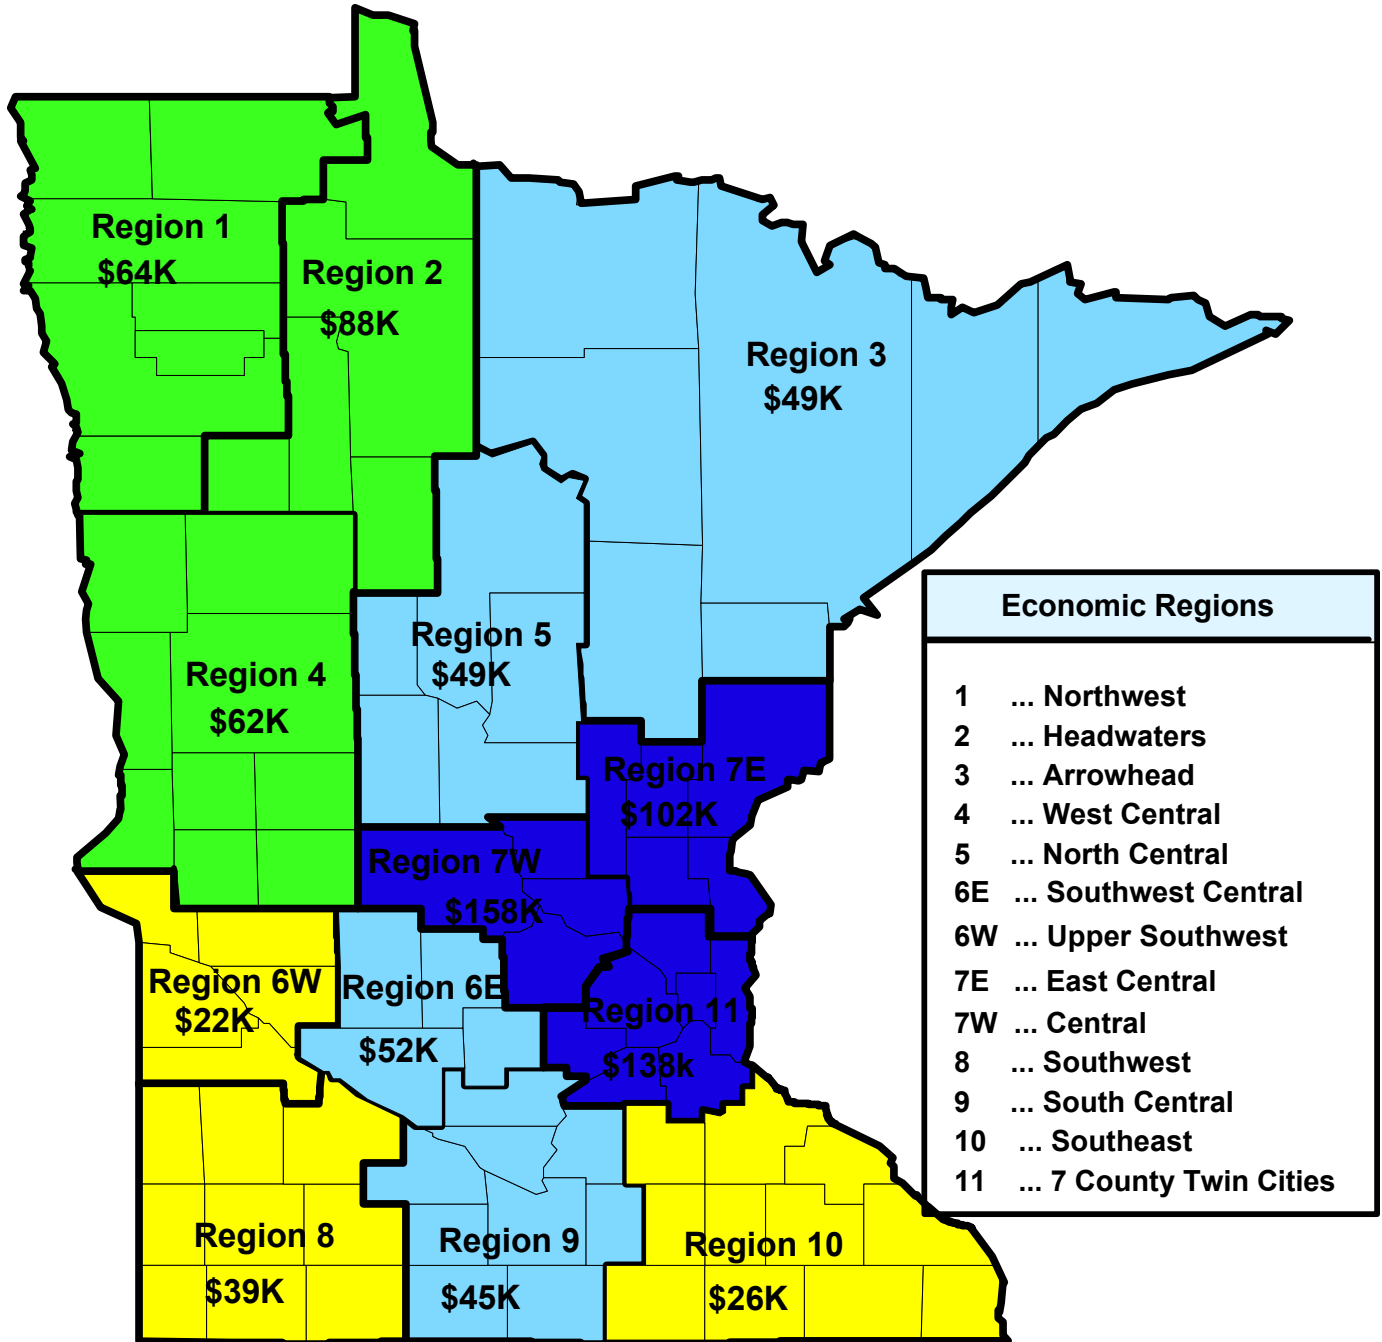 Region 1
$64K
Region 2
$88K
Region 3
$49K
Region 5
$49K
Region 4
$62K
Region 7E
$102K
Region 7W
$158K
Region 6W
$22K
Region 6E
$52K
Region 11
$138k
Region 8
$39K
Region 9
$45K
Region 10
$26K
Economic Regions
1 ... Northwest
2 ... Headwaters
3 ... Arrowhead
4 ... West Central
5 ... North Central
6E ... Southwest Central
6W ... Upper Southwest
7E ... East Central
7W ... Central
8 ... Southwest
9 ... South Central
10 ... Southeast
11 ... 7 County Twin Cities